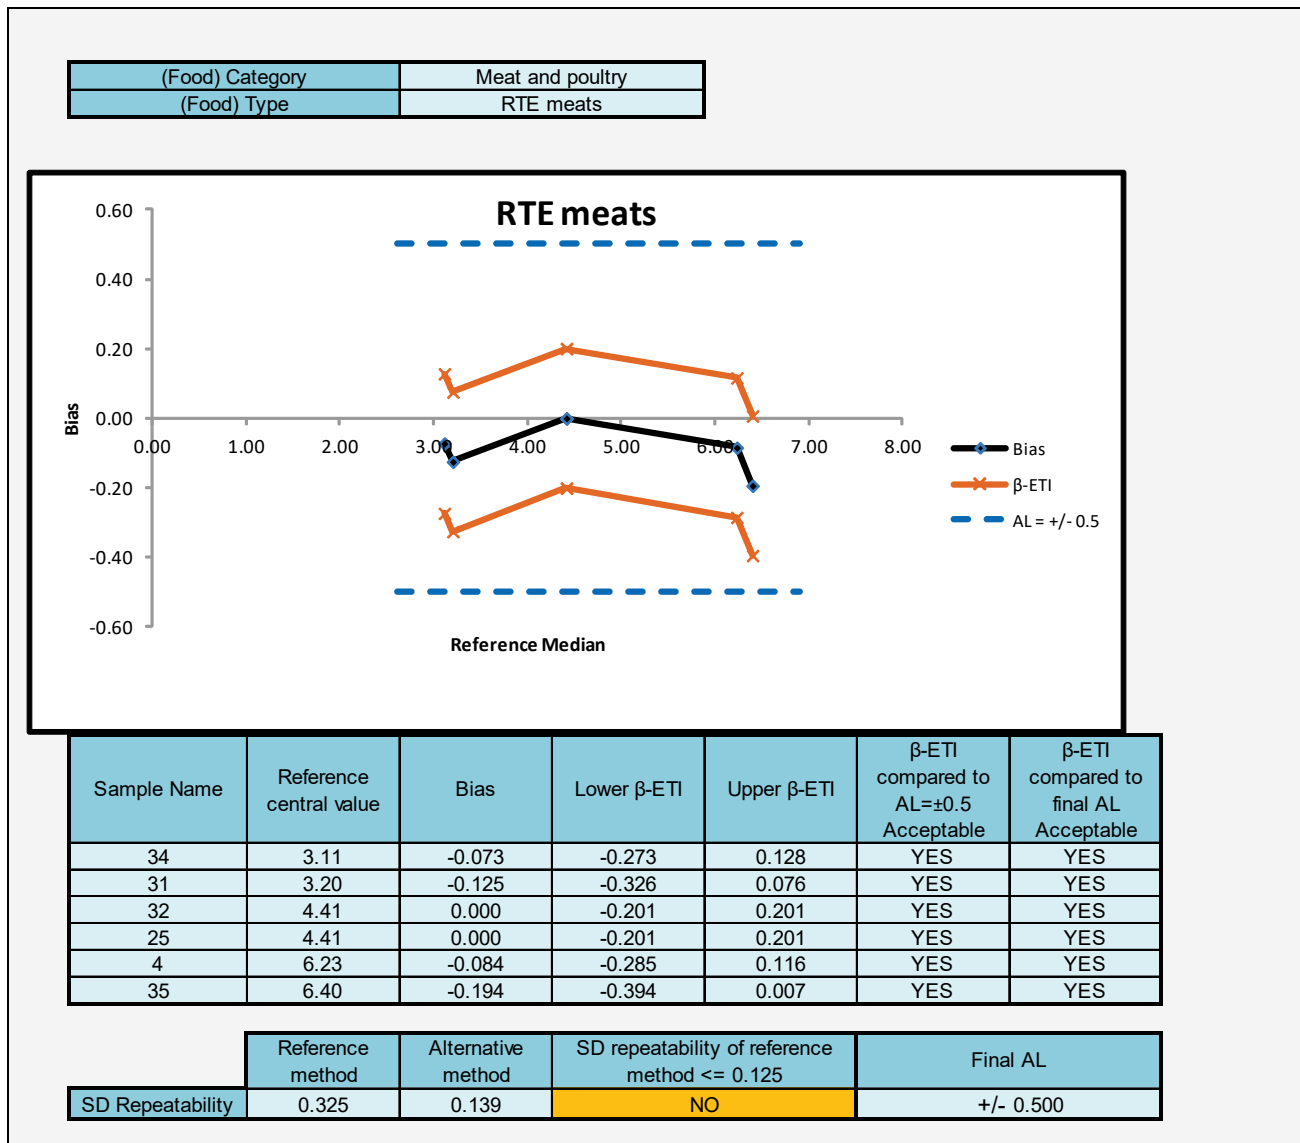 (Food) Category Meat and poultry
(Food) Type RTE meats
RTE meats
0.60
0.40
0.20
0.00
-0.20
-0.40
-0.60
0.00 1.00 2.00 3.00 4.00 5.00 6.00 7.00 8.00
Bias
Reference Median
Bias
β-ETI
AL = +/- 0.5
Sample Name Reference central value Bias Lower β-ETI Upper β-ETI β-ETI compared to AL=±0.5 Acceptable β-ETI compared to final AL Acceptable
34 3.11 -0.073 -0.273 0.128 YES YES
31 3.20 -0.125 -0.326 0.076 YES YES
32 4.41 0.000 -0.201 0.201 YES YES
25 4.41 0.000 -0.201 0.201 YES YES
4 6.23 -0.084 -0.285 0.116 YES YES
35 6.40 -0.194 -0.394 0.007 YES YES
Reference method Alternative method SD repeatability of reference method <= 0.125 Final AL
SD Repeatability 0.325 0.139 NO +/- 0.500